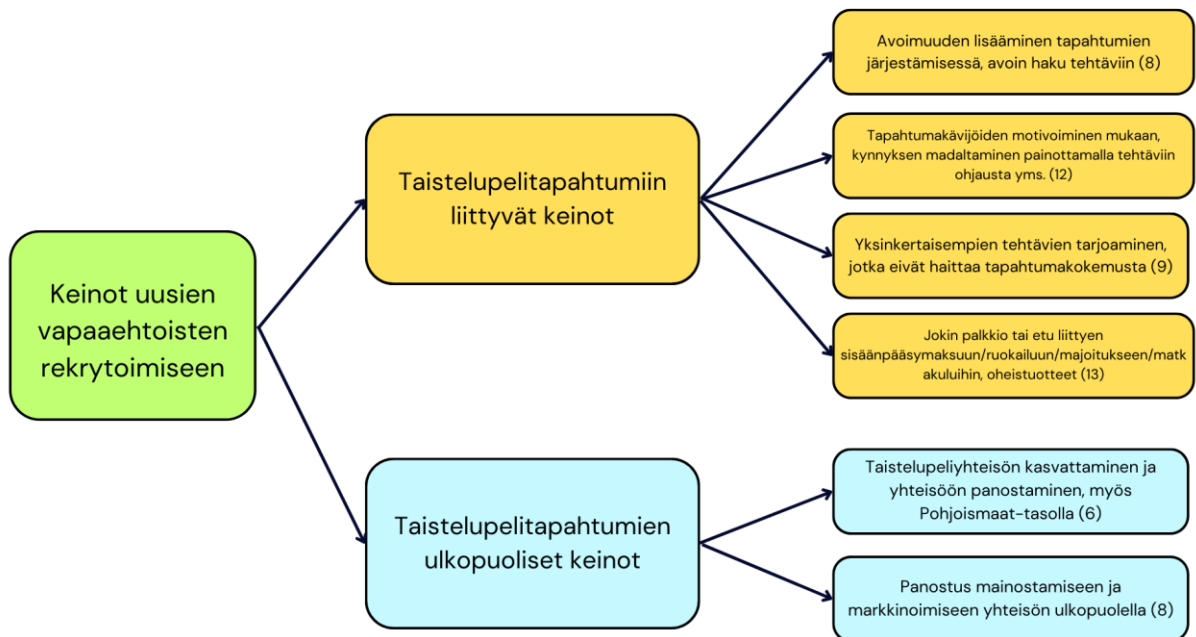 Keinot uusien
vapaaehtoisten
rekrytoimiseen
Taistelupelitapahtumiin
liittyvät keinot
Avoimuuden lisääminen tapahtumien
järjestämisessä, avoin haku tehtäviin (8)
Tapahtumakävijöiden motivoiminen mukaan,
kynnyksen madaltaminen painottamalla tehtäviin
ohjausta yms. (12)
Yksinkertaisempien tehtävien tarjoaminen,
jotka eivät haittaa tapahtumakokemusta (9)
Jokin palkkio tai etu liittyen
sisäänpääsymaksuun/ruokailuun/majoitukseen/matk
akuluihin, oheistuotteet (13)
Taistelupelitapahtumien
ulkopuoliset keinot
Taistelupeliyhteisön kasvattaminen ja
yhteisöön panostaminen, myös
Pohjoismaat-tasolla (6)
Panostus mainostamiseen ja
markkinoimiseen yhteisön ulkopuolella (8)